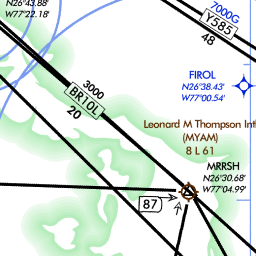 N26°43.88'
W77°22.18'
7000G
Y585
48
3000
BR10L
20
FIROL
N26°38.43'
W77°00.54'
Leonard M Thompson Int
(MYAM)
8 L 61
MRRSH
N26°30.68'
W77°04.99'
87